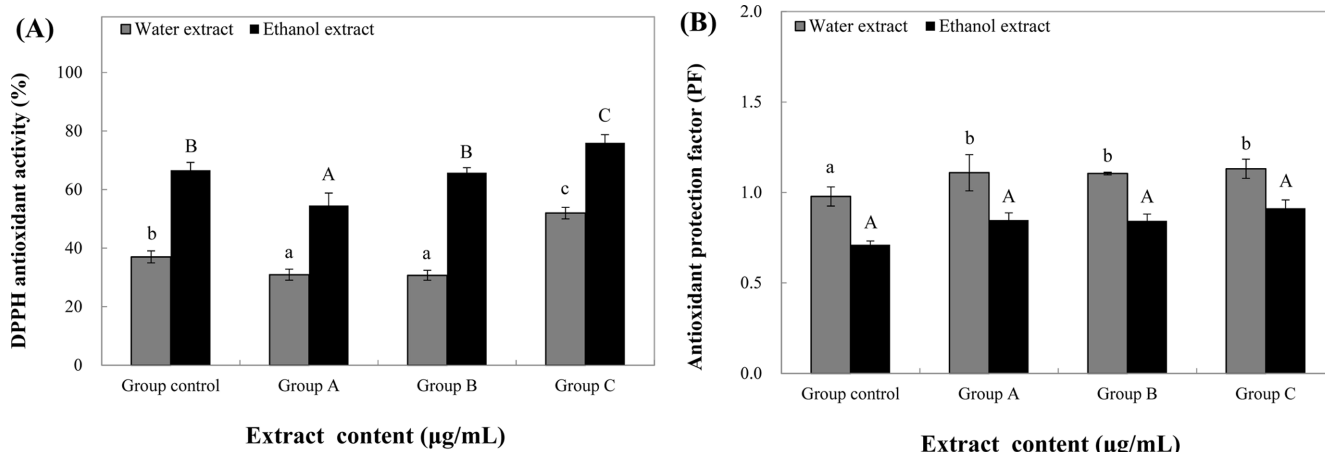 (A)
Water extract Ethanol extract
DPPH antioxidant activity (%)
100
80
60
40
20
0
B
b
A
a
B
a
C
c
Group control Group A Group B Group C
Extract content (µg/mL)
(B)
Water extract Ethanol extract
Antioxidant protection factor (PF)
2.0
1.5
1.0
0.5
0.0
a
A
b
A
b
A
b
A
Group control Group A Group B Group C
Extract content (µg/mL)